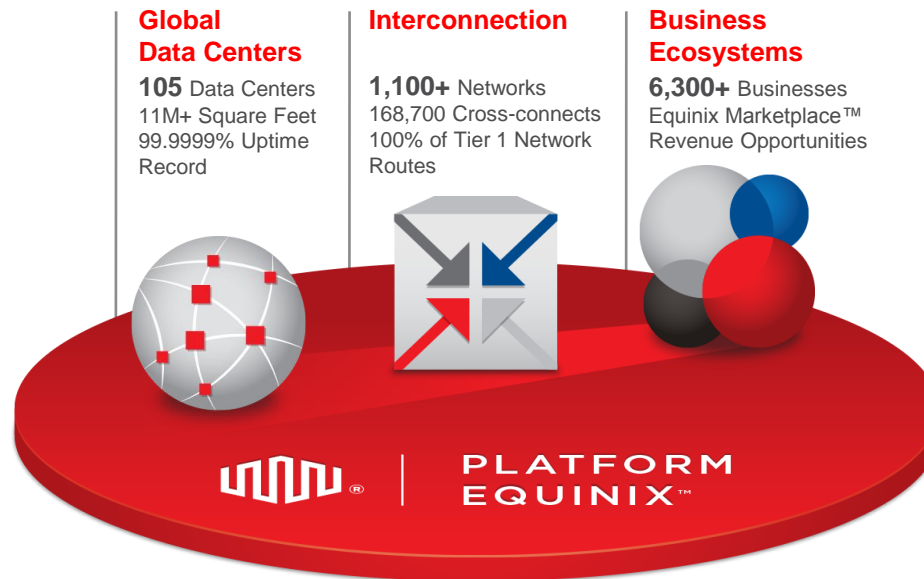 Global
Data Centers
105 Data Centers
11M+ Square Feet
99.9999% Uptime
Record
Interconnection
1,100+ Networks
168,700 Cross-connects
100% of Tier 1 Network
Routes
Business
Ecosystems
6,300+ Businesses
Equinix Marketplace™
Revenue Opportunities
®
PLATFORM
EQUINIX™